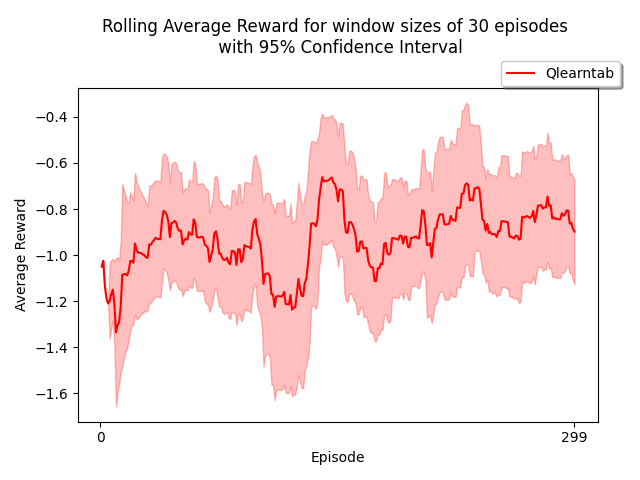 Rolling Average Reward for window sizes of 30 episodes
with 95% Confidence Interval
Qlearntab
−0.4
−0.6
−0.8
−1.0
−1.2
−1.4
−1.6
Average Reward
0
299
Episode